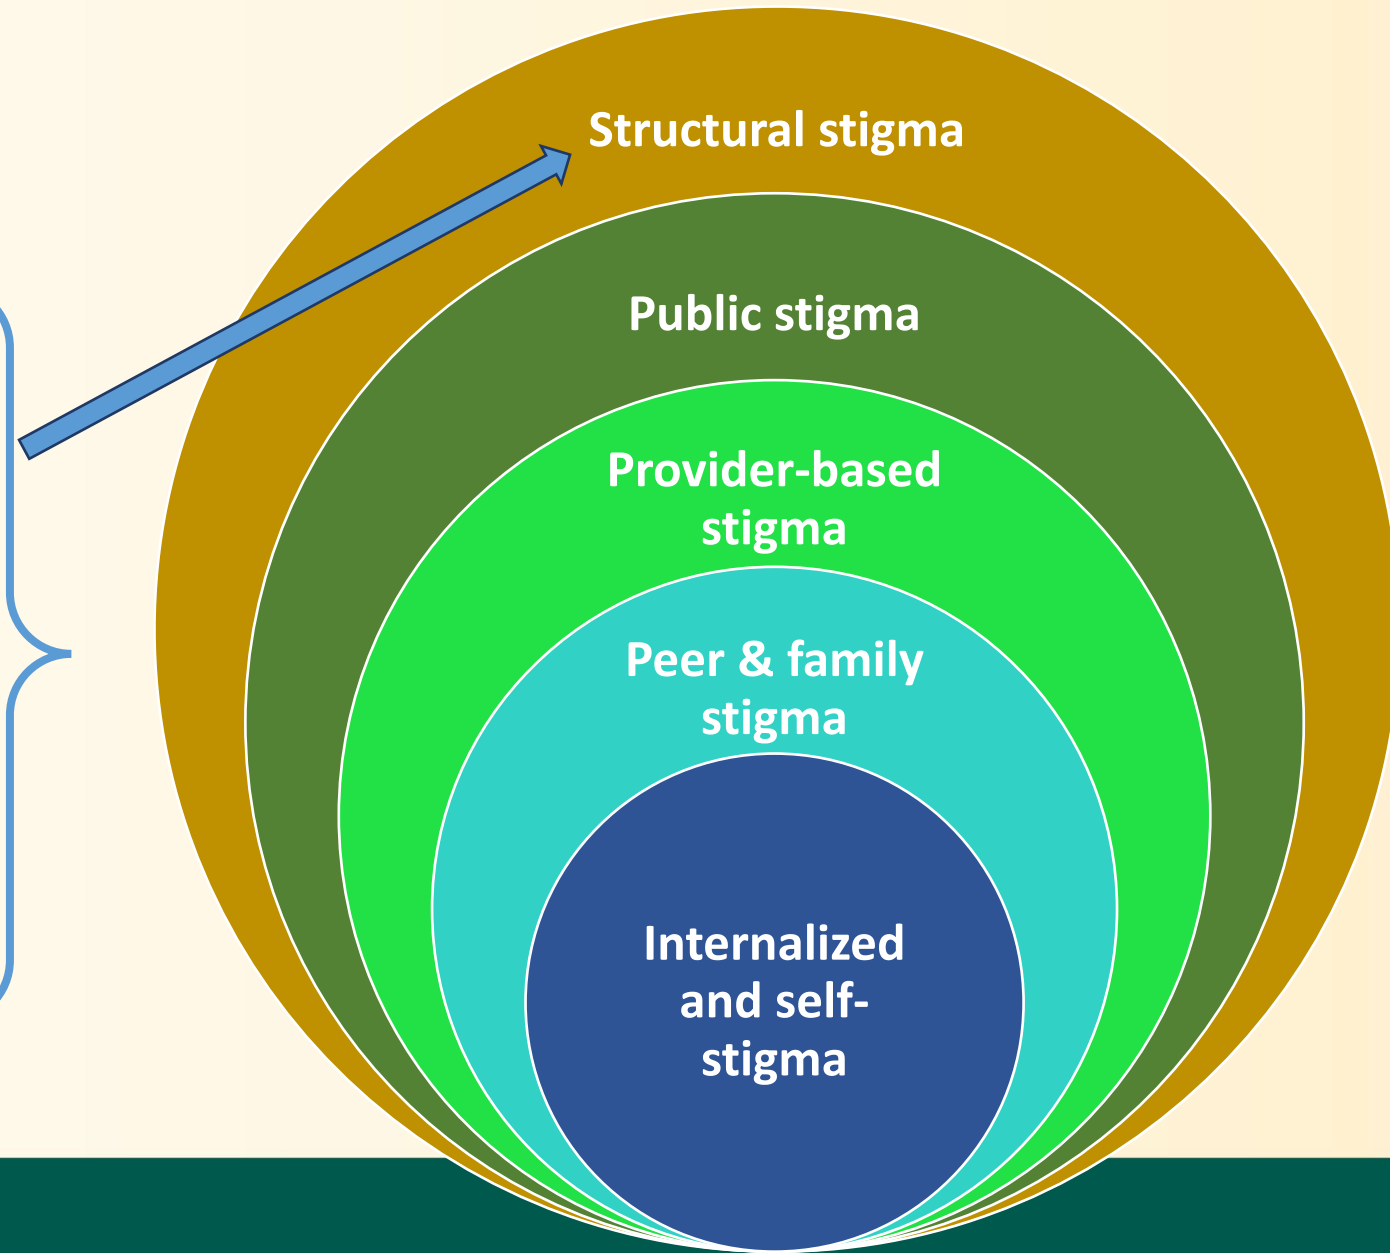 Structural stigma
Public stigma
Provider-based
stigma
Peer & family
stigma
Internalized
and self-
stigma